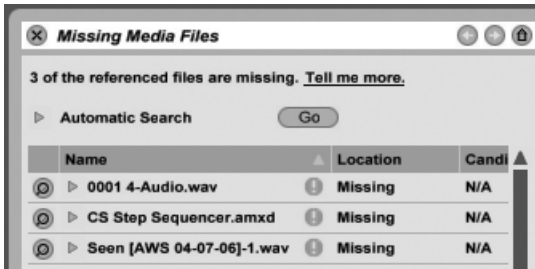 Missing Media Files
3 of the referenced files are missing. Tell me more.
Automatic Search Go
Name Location Candi
0001 4-Audio.wav Missing N/A
CS Step Sequencer.amxd Missing N/A
Seen [AWS 04-07-06]-1.wav Missing N/A